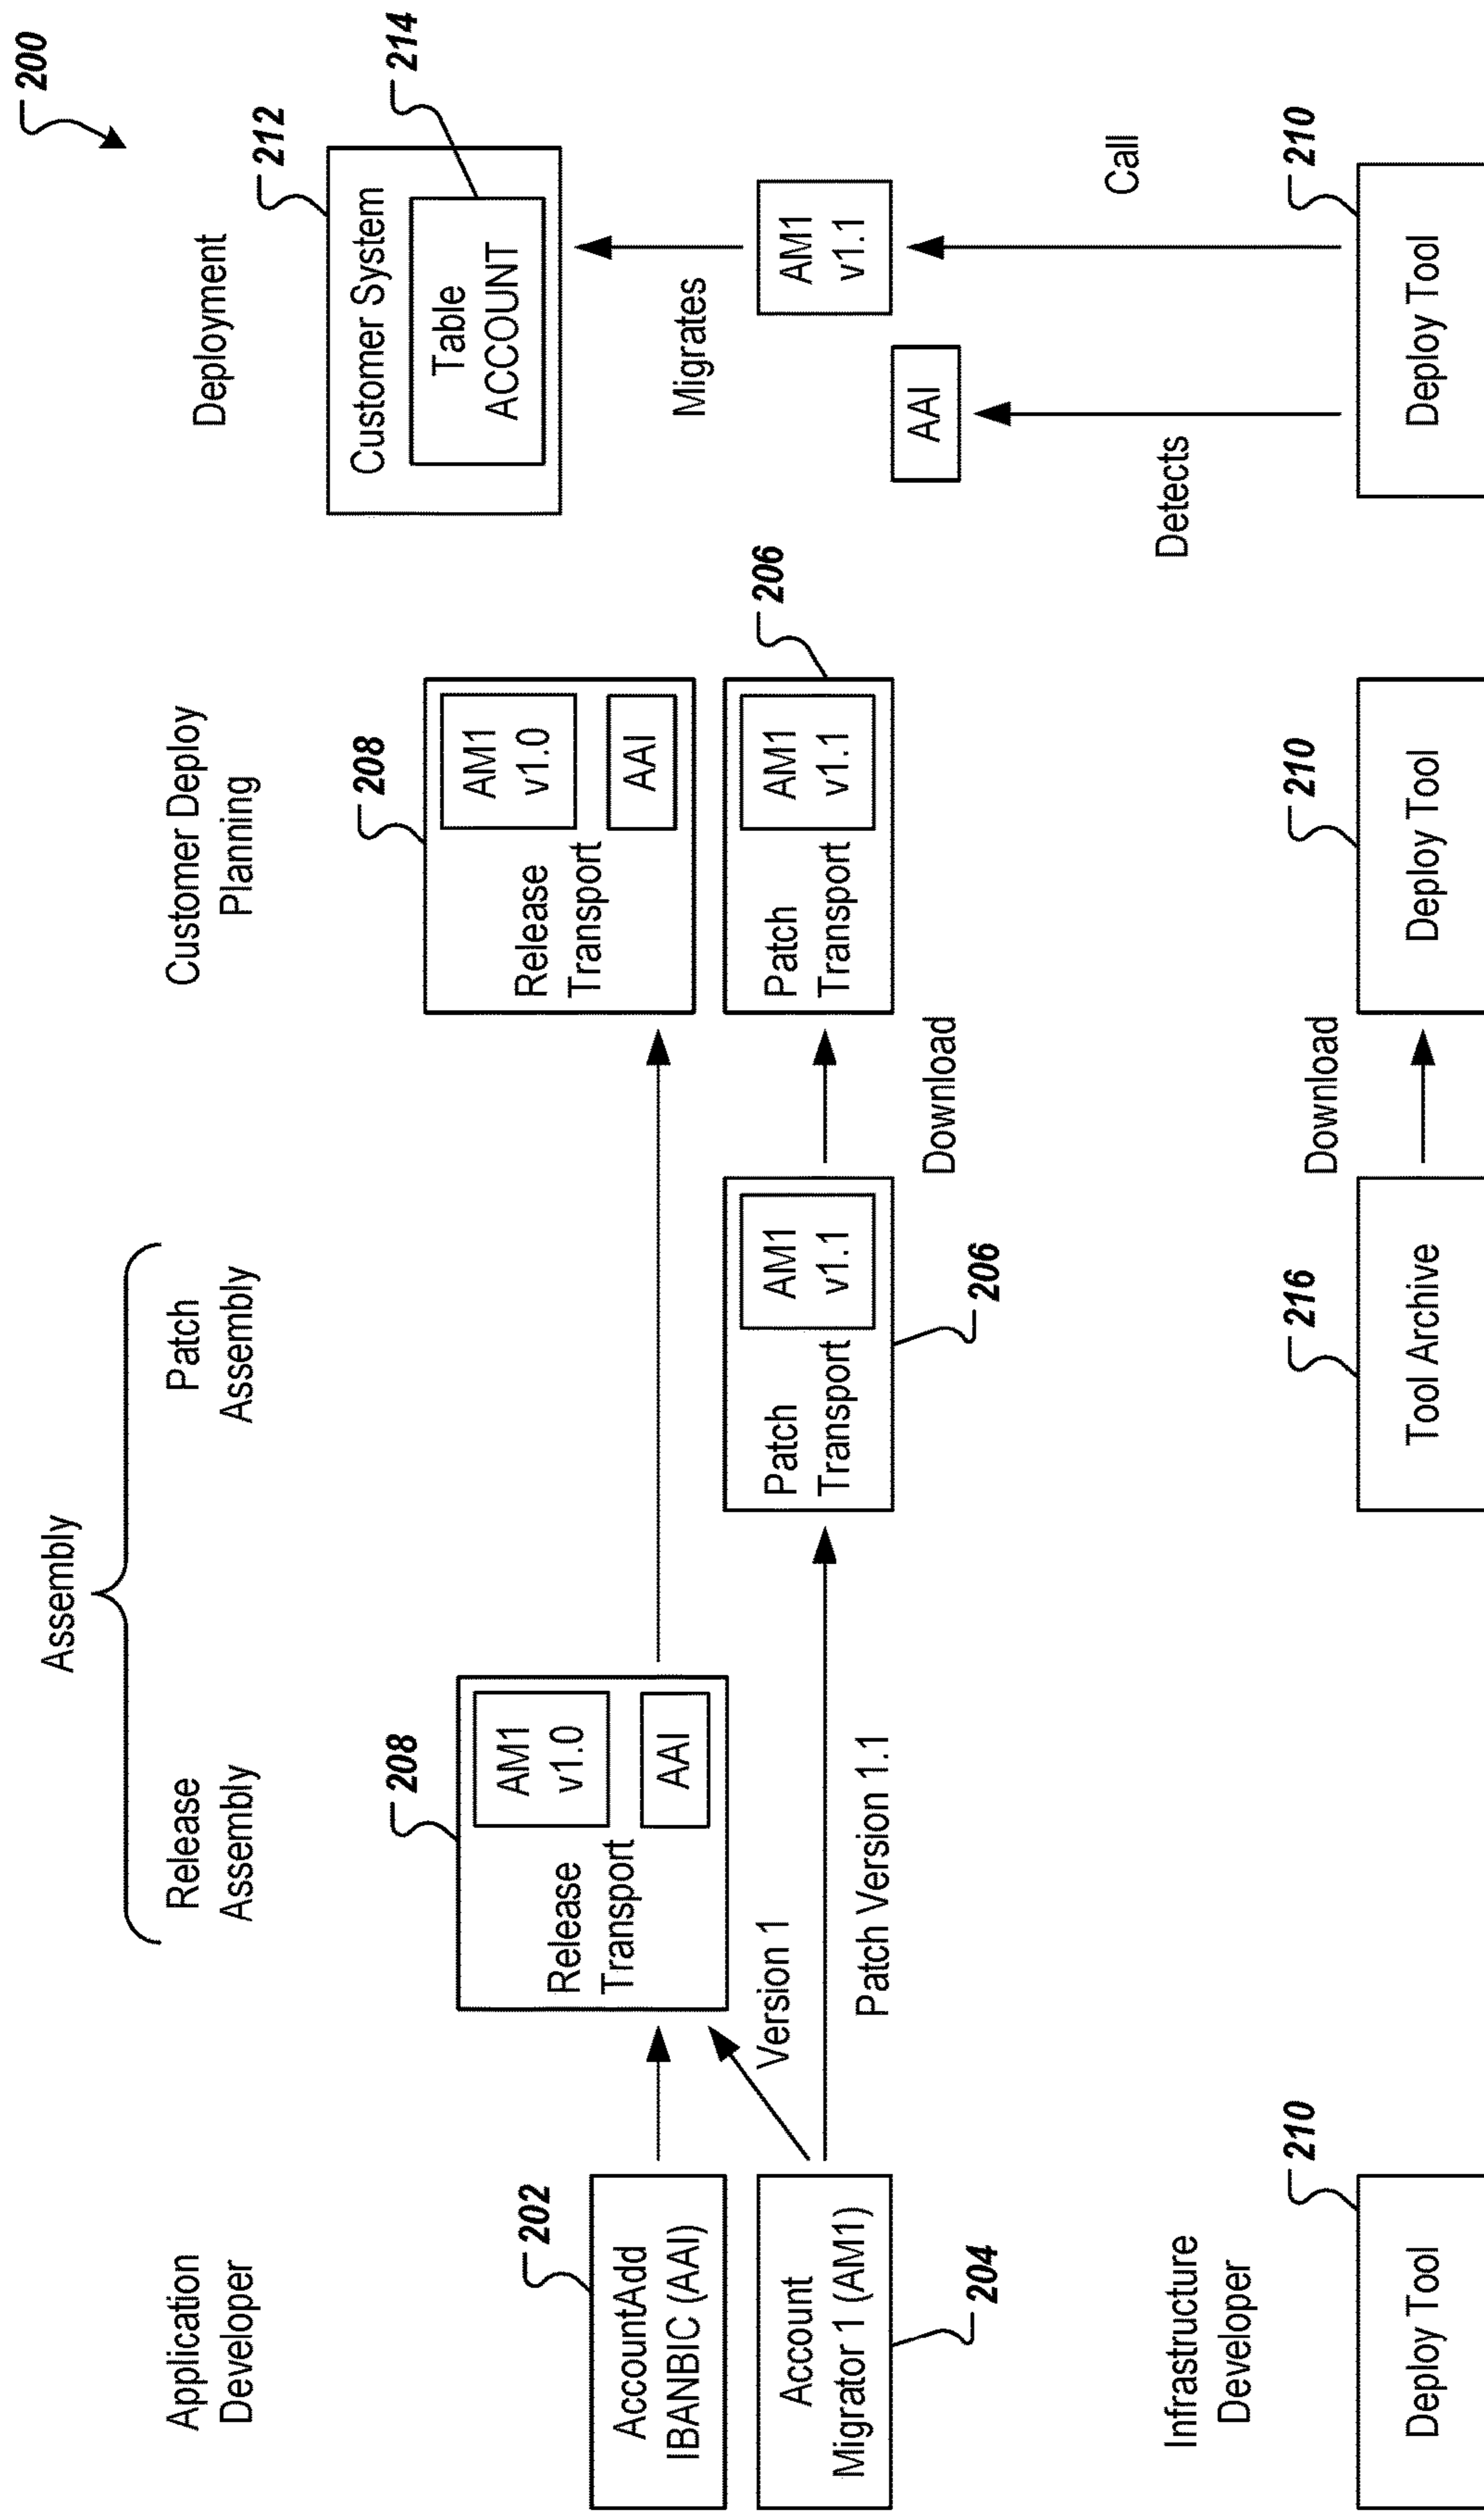 200
Assembly
Application
Developer
Release
Assembly
Patch
Assembly
Customer Deploy
Planning
Deployment
202
AccountAdd
IBANBIC (AAI)
Account
Migrator 1 (AM1)
204
Version 1
Patch Version 1.1
208
Release
Transport
AM1
v1.0
AAI
Patch
Transport
AM1
v1.1
206
Download
208
Release
Transport
AM1
v1.0
AAI
Patch
Transport
AM1
v1.1
206
212
Customer System
Table
ACCOUNT
214
Migrates
AM1
v1.1
AAI
Detects
Call
Infrastructure
Developer
210
Deploy Tool
216
Tool Archive
Download
210
Deploy Tool
210
Deploy Tool